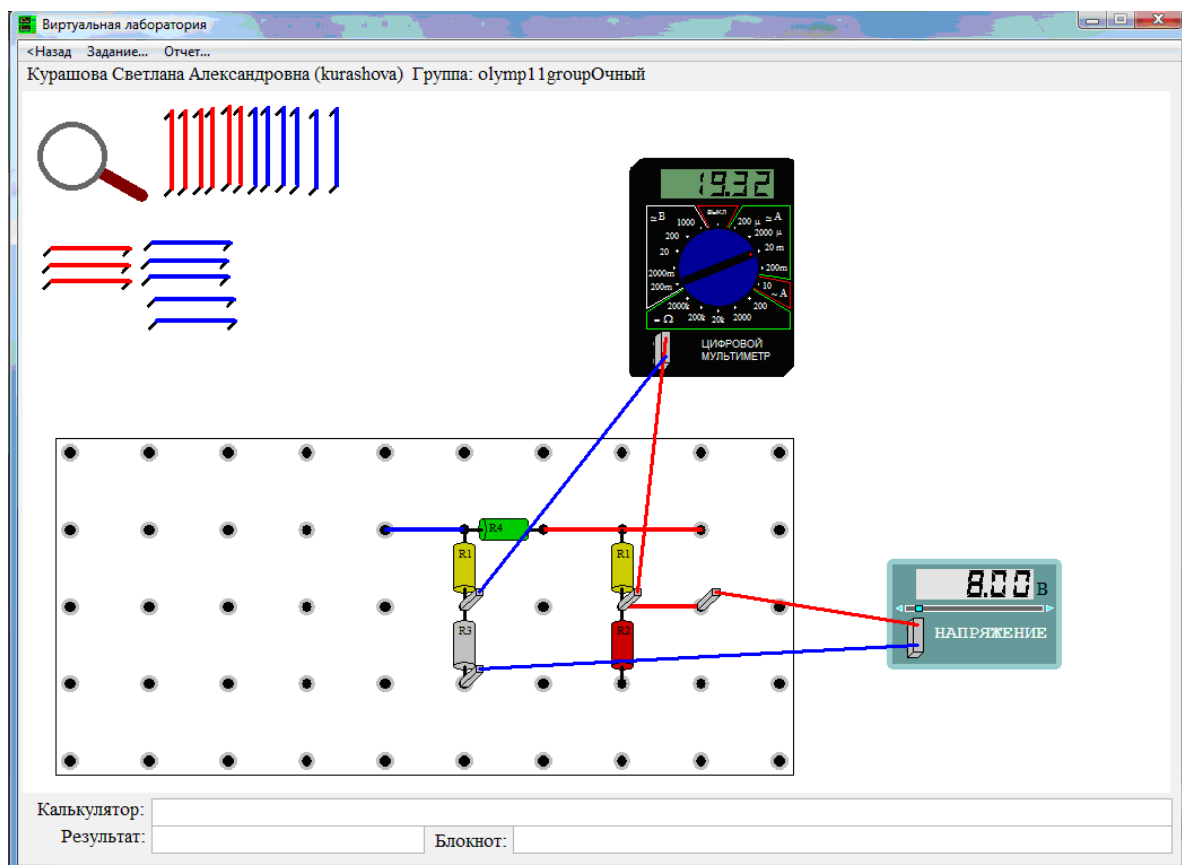 Виртуальная лаборатория
<Назад Задание... Отчет...
Курашова Светлана Александровна (kurashova) Группа: olymp11groupОчный
19.32
≃В 1000 выкл 200 μ ≃А
200 2000 μ
20 20 m
2000m 200m
200m 10 ~А
2000k 200
= Ω 200k 20k 2000
ЦИФРОВОЙ
МУЛЬТИМЕТР
R4
R1 R1
8.00 В
R3 R2
НАПРЯЖЕНИЕ
Калькулятор:
Результат: Блокнот: